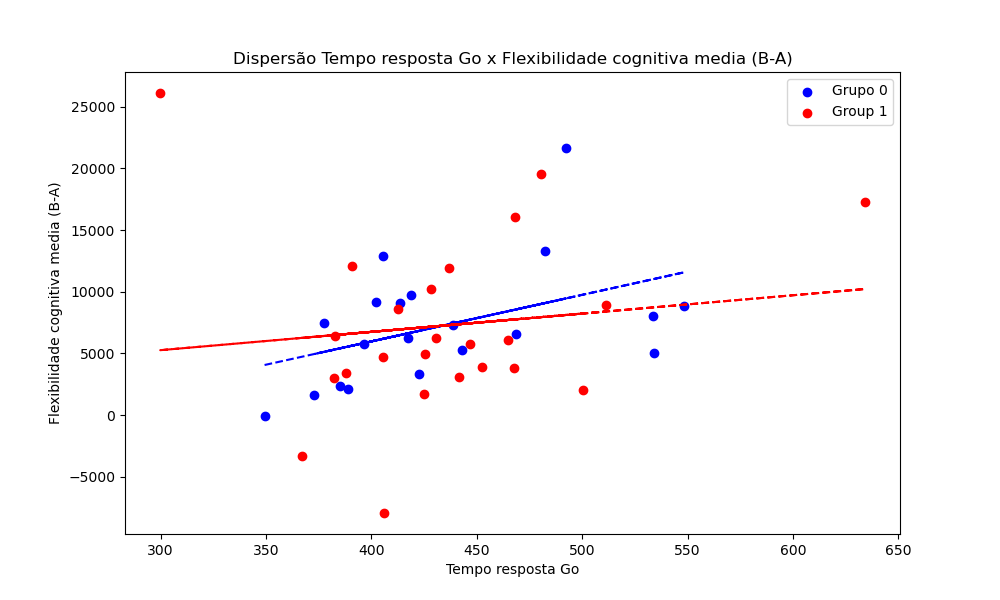 Dispersão Tempo resposta Go x Flexibilidade cognitiva media (B-A)
Grupo 0
Group 1
25000
20000
15000
10000
5000
0
−5000
Flexibilidade cognitiva media (B-A)
300 350 400 450 500 550 600 650
Tempo resposta Go